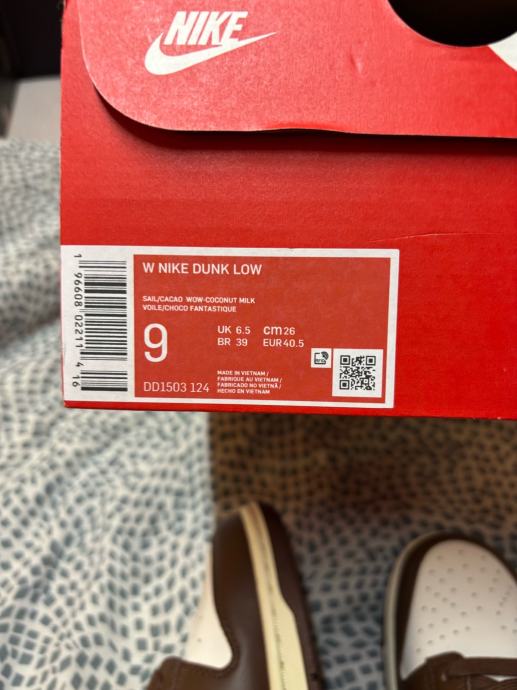 NIKE
W NIKE DUNK LOW
SAIL/CACAO WOW-COCONUT MILK
VOILE/CHOCO FANTASTIQUE
9
UK 6.5 cm 26
BR 39 EUR 40.5
DD1503 124
MADE IN VIETNAM /
FABRIQUE AU VIETNAM /
FABRICADO NO VIETNÃ /
HECHO EN VIETNAM
1 96608 02211 4 16